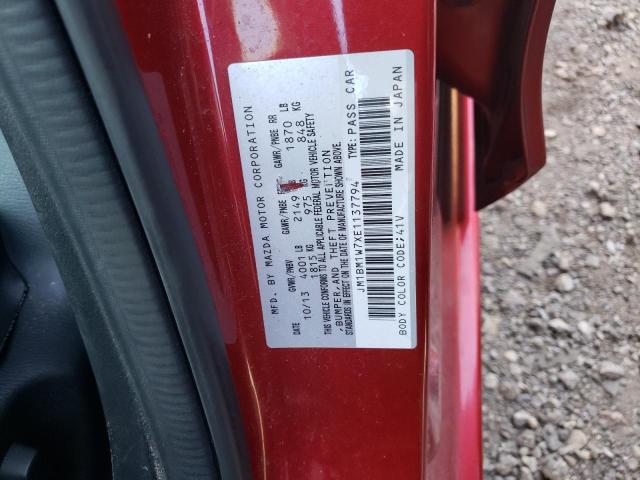 MFD. BY MAZDA MOTOR CORPORATION
DATE GVWR/PNBV GAWR/PNBE GAWR/PNBE RR
10/13 4001 LB 2149 1870 LB
1815 KG 975 848 KG
THIS VEHICLE CONFORMS TO ALL APPLICABLE FEDERAL MOTOR VEHICLE SAFETY
, BUMPER, AND THEFT PREVENTION
STANDARDS IN EFFECT ON THE DATE OF MANUFACTURE SHOWN ABOVE.
JM1BM1W7XE1137794 TYPE: PASS CAR
BODY COLOR CODE;41V MADE IN JAPAN